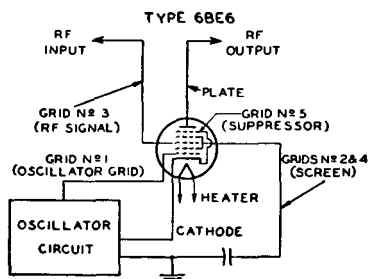 TYPE 6BE6
RF
INPUT
RF
OUTPUT
PLATE
GRID Nº 3
(RF SIGNAL)
GRID Nº 5
(SUPPRESSOR)
GRID Nº 1
(OSCILLATOR GRID)
GRIDS Nº 2&4
(SCREEN)
HEATER
CATHODE
OSCILLATOR
CIRCUIT